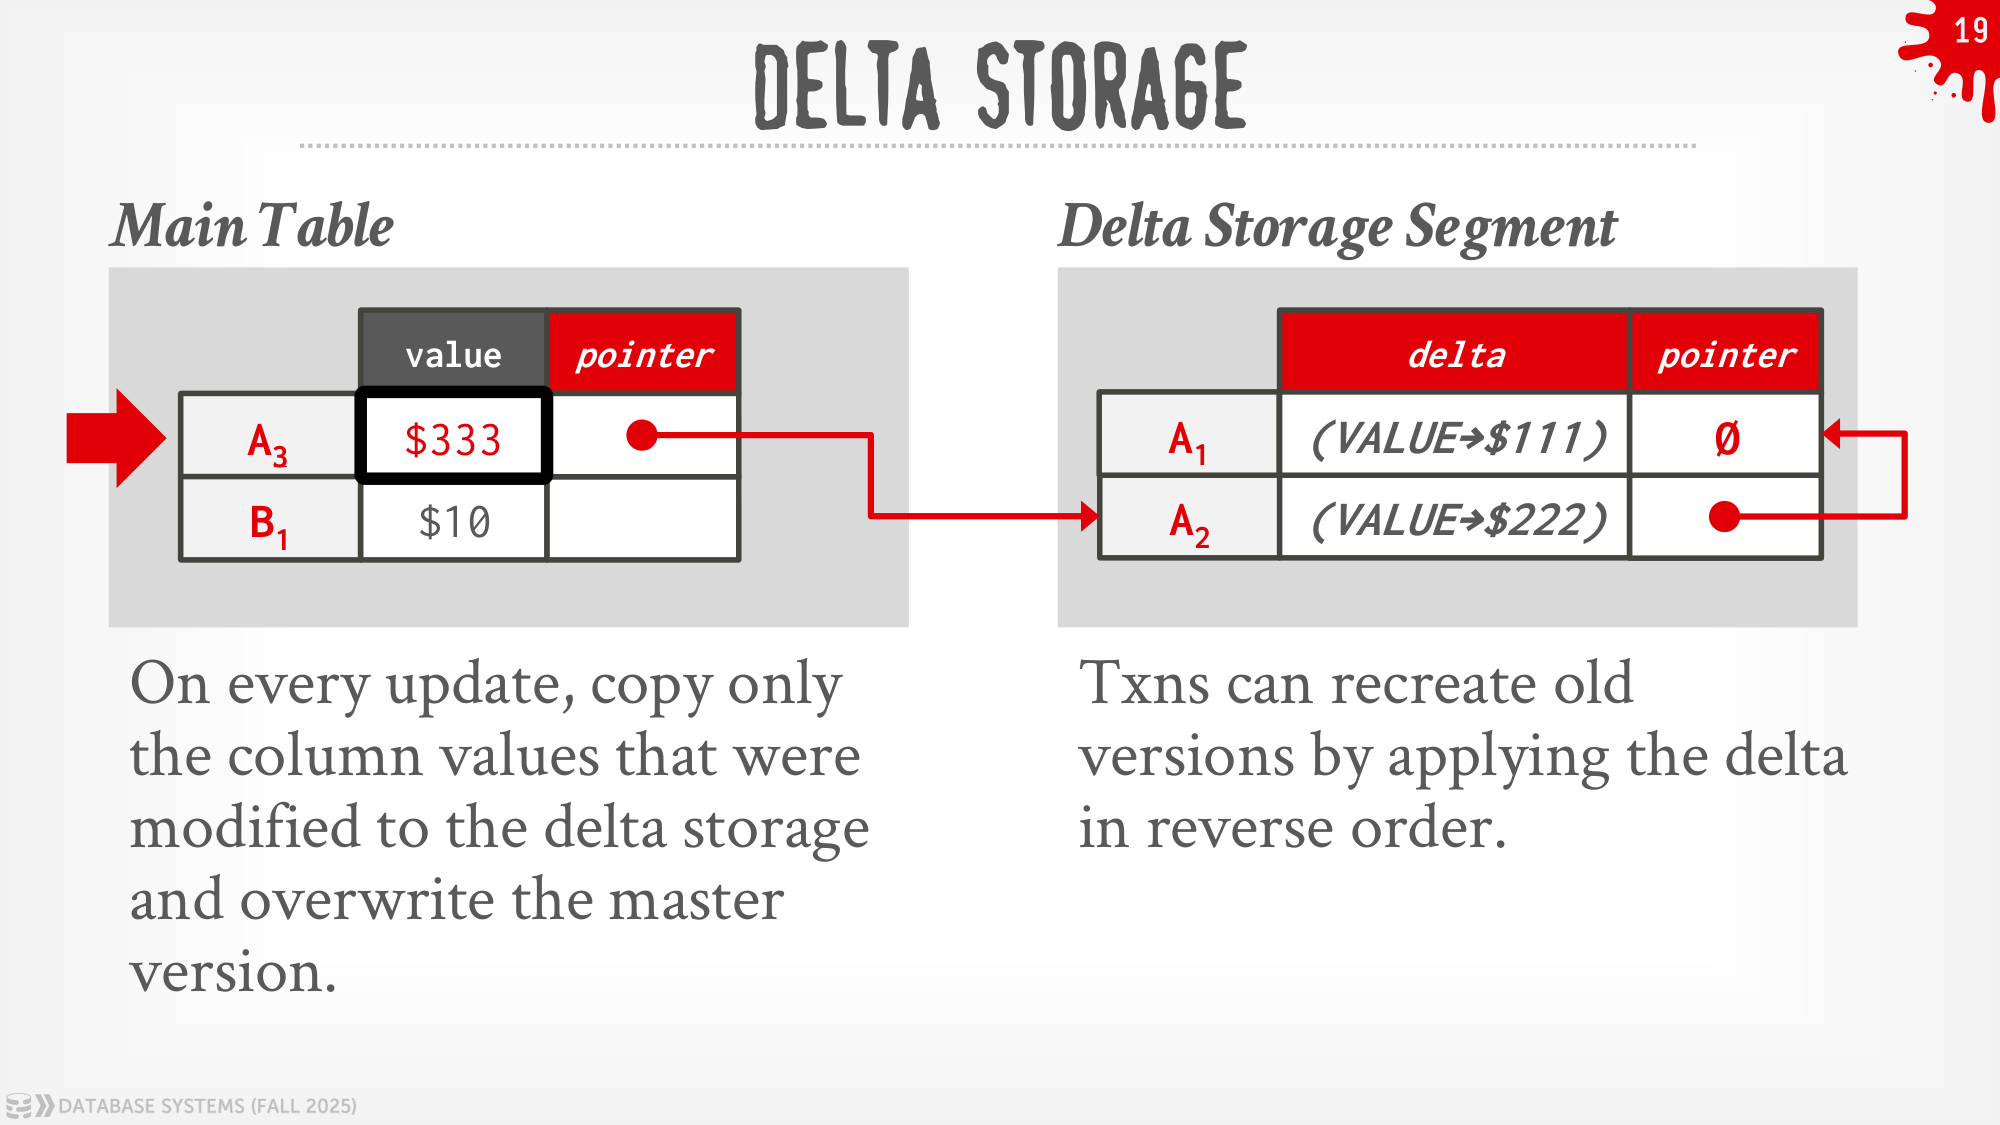 19
DELTA STORAGE
Main Table
value pointer
A3 $333
B1 $10
On every update, copy only
the column values that were
modified to the delta storage
and overwrite the master
version.
Delta Storage Segment
delta pointer
A1 (VALUE→$111) Ø
A2 (VALUE→$222)
Txns can recreate old
versions by applying the delta
in reverse order.
DATABASE SYSTEMS (FALL 2025)